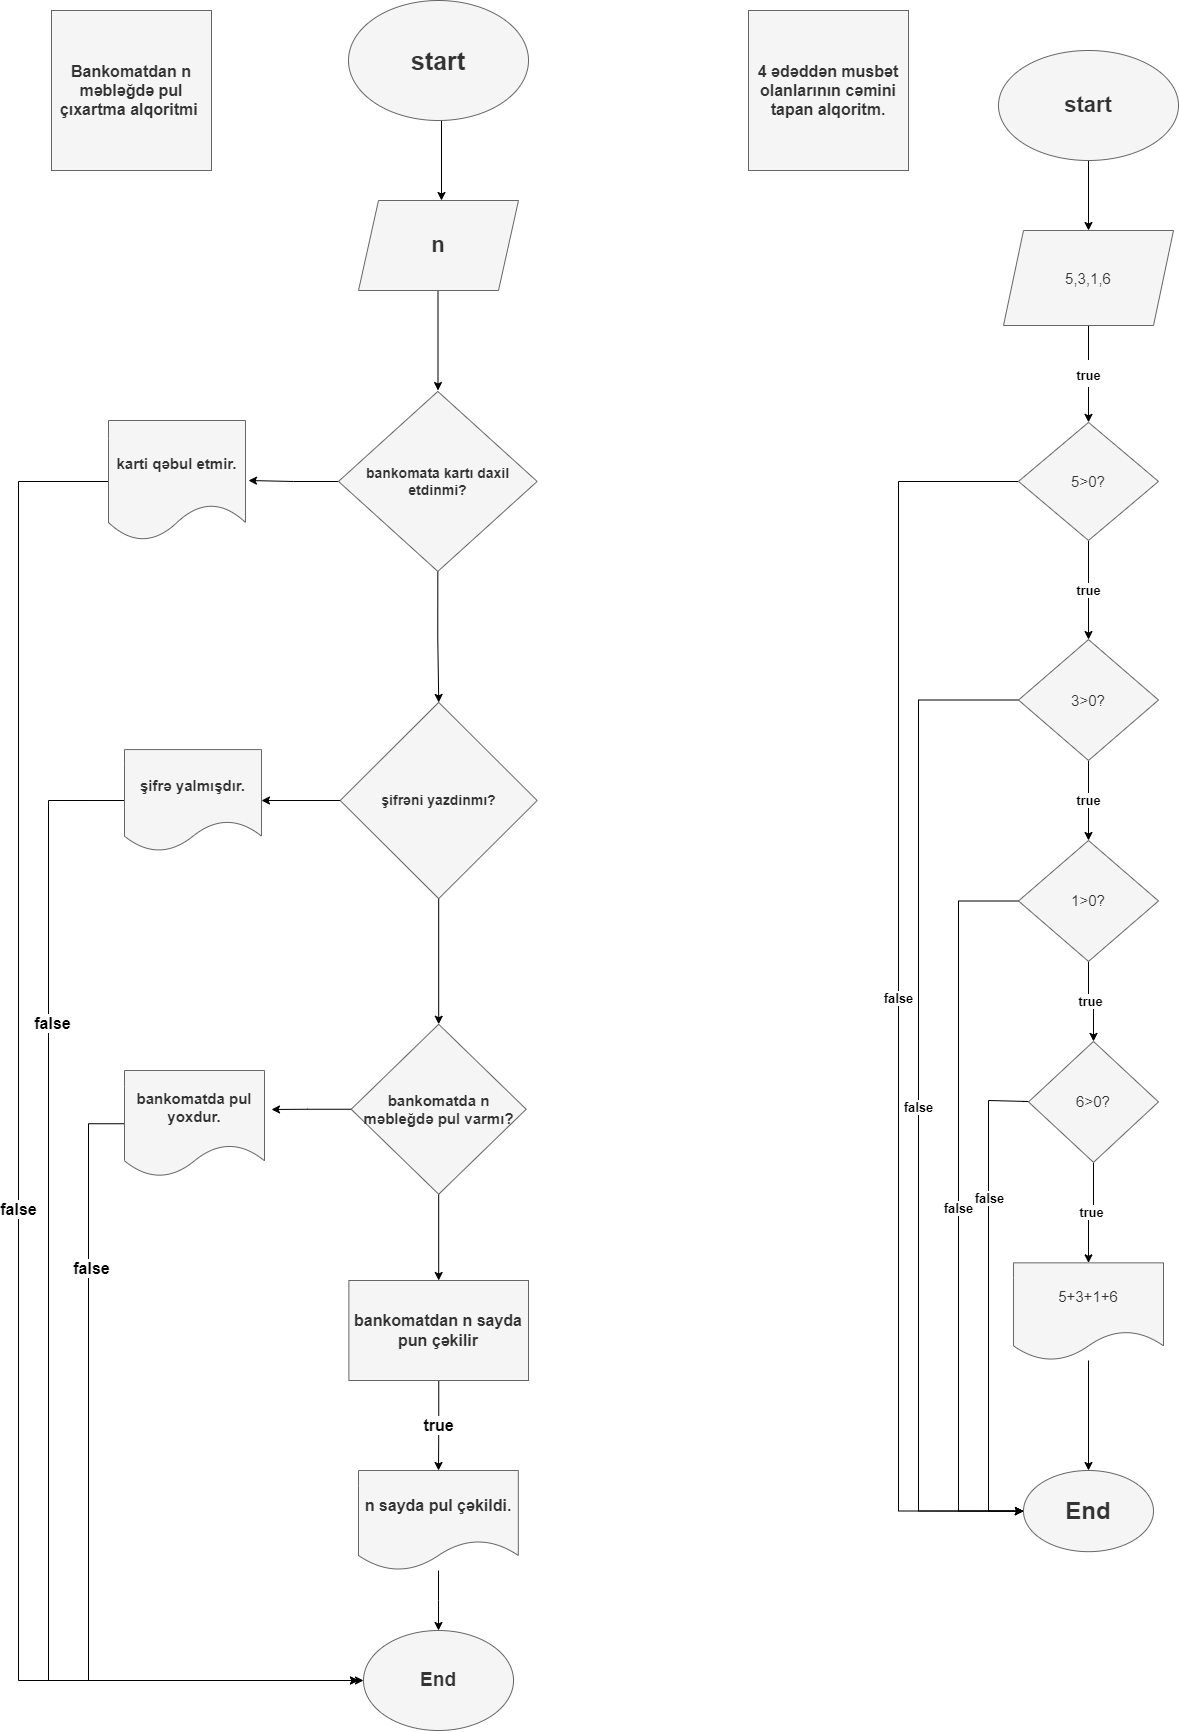 Bankomatdan n
məbləğdə pul
çıxartma alqoritmi
start
n
bankomata kartı daxil
etdinmi?
karti qəbul etmir.
şifrəni yazdinmı?
şifrə yalmışdır.
false
bankomatda n
məbleğdə pul varmı?
bankomatda pul
yoxdur.
false
false
bankomatdan n sayda
pun çəkilir
true
n sayda pul çəkildi.
End
4 ədəddən musbət
olanlarının cəmini
tapan alqoritm.
start
5,3,1,6
true
5>0?
true
3>0?
true
1>0?
false
true
6>0?
false
false
false
true
5+3+1+6
End